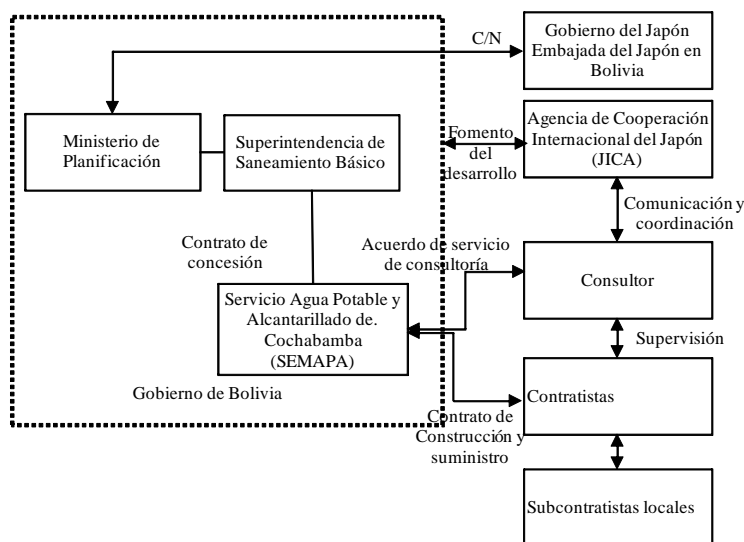 C/N
Gobierno del Japón
Embajada del Japón en
Bolivia
Ministerio de
Planificación
Superintendencia de
Saneamiento Básico
Fomento
del
desarrollo
Agencia de Cooperación
Internacional del Japón
(JICA)
Comunicación y
coordinación
Contrato de
concesión
Acuerdo de servicio
de consultoría
Consultor
Servicio Agua Potable y
Alcantarillado de.
Cochabamba
(SEMAPA)
Supervisión
Gobierno de Bolivia
Contratistas
Contrato de
Construcción y
suministro
Subcontratistas locales